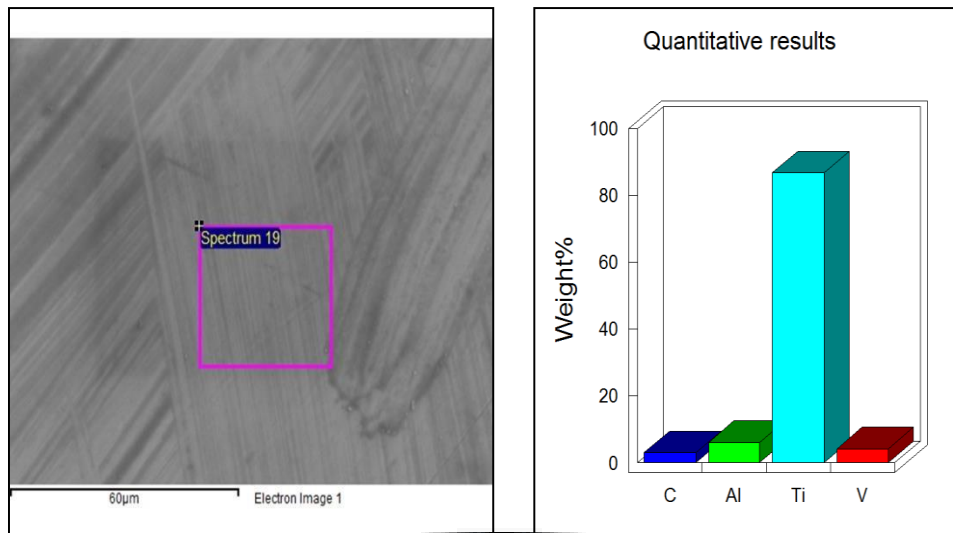 Spectrum 19
60μm
Electron Image 1
Quantitative results
Weight%
100
80
60
40
20
0
C Al Ti V